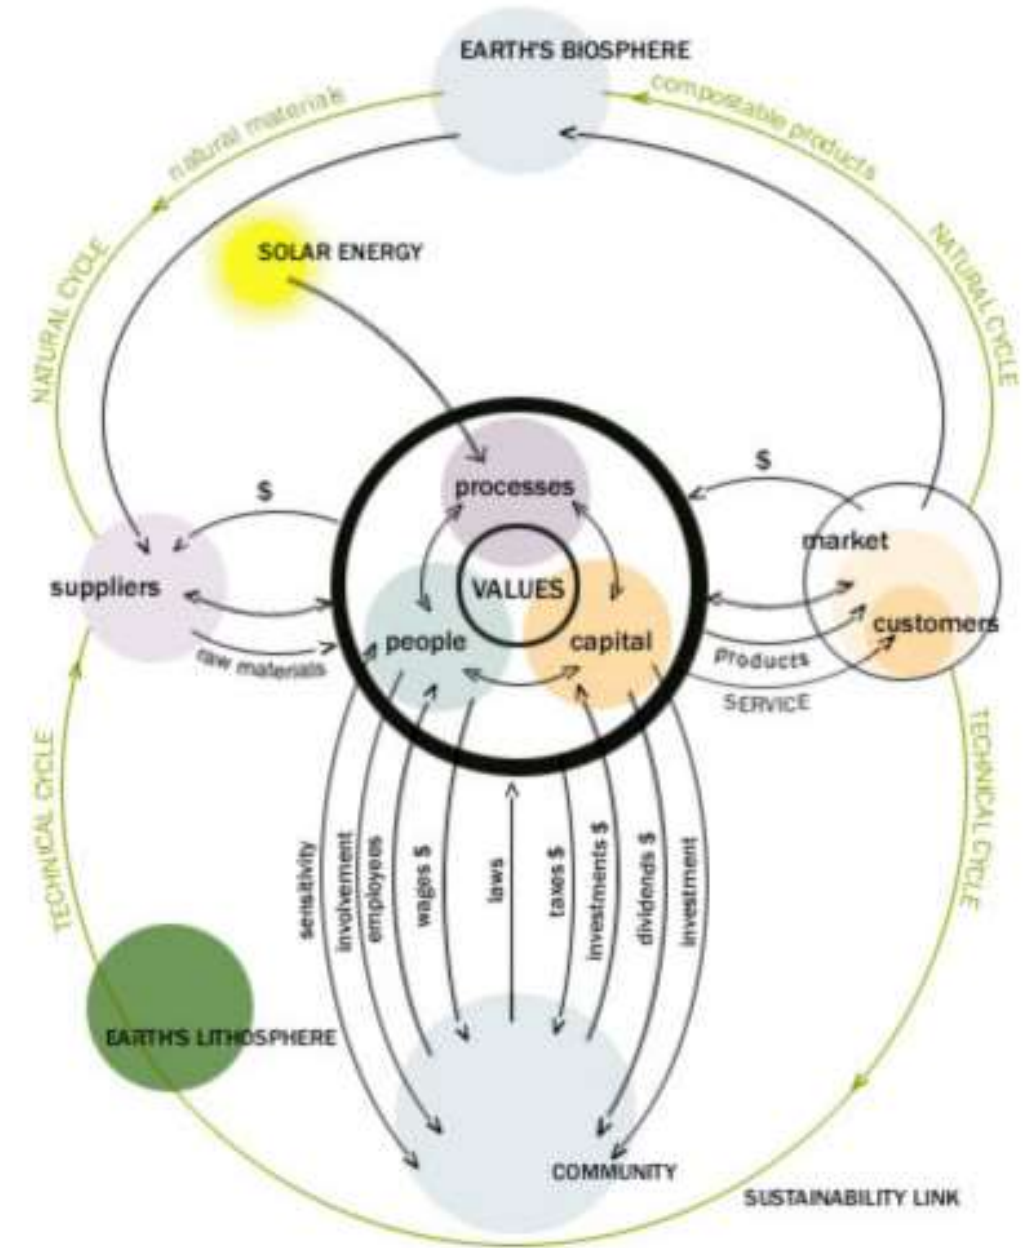 EARTH'S BIOSPHERE
natural materials
compostable products
NATURAL CYCLE
SOLAR ENERGY
NATURAL CYCLE
$
$
processes
market
suppliers
VALUES
customers
people
capital
raw materials
products
SERVICE
TECHNICAL CYCLE
TECHNICAL CYCLE
sensitivity
involvement
employees
wages $
laws
taxes $
investments $
dividends $
investment
EARTH'S LITHOSPHERE
COMMUNITY
SUSTAINABILITY LINK